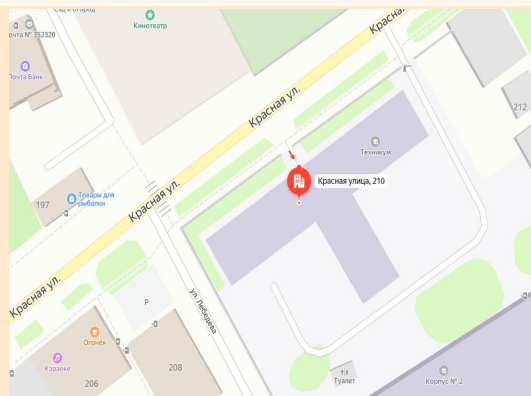 Сад и огород
Кинотеатр
почта № 352320
Почта Банк
Красная ул.
Красная ул.
212
Техникум
Красная улица, 210
Товары для
рыбалки
197
Красная ул.
Красная ул.
P
ул. Лебедева
Огонёк
Караоке
206
208
Туалет
Корпус № 2